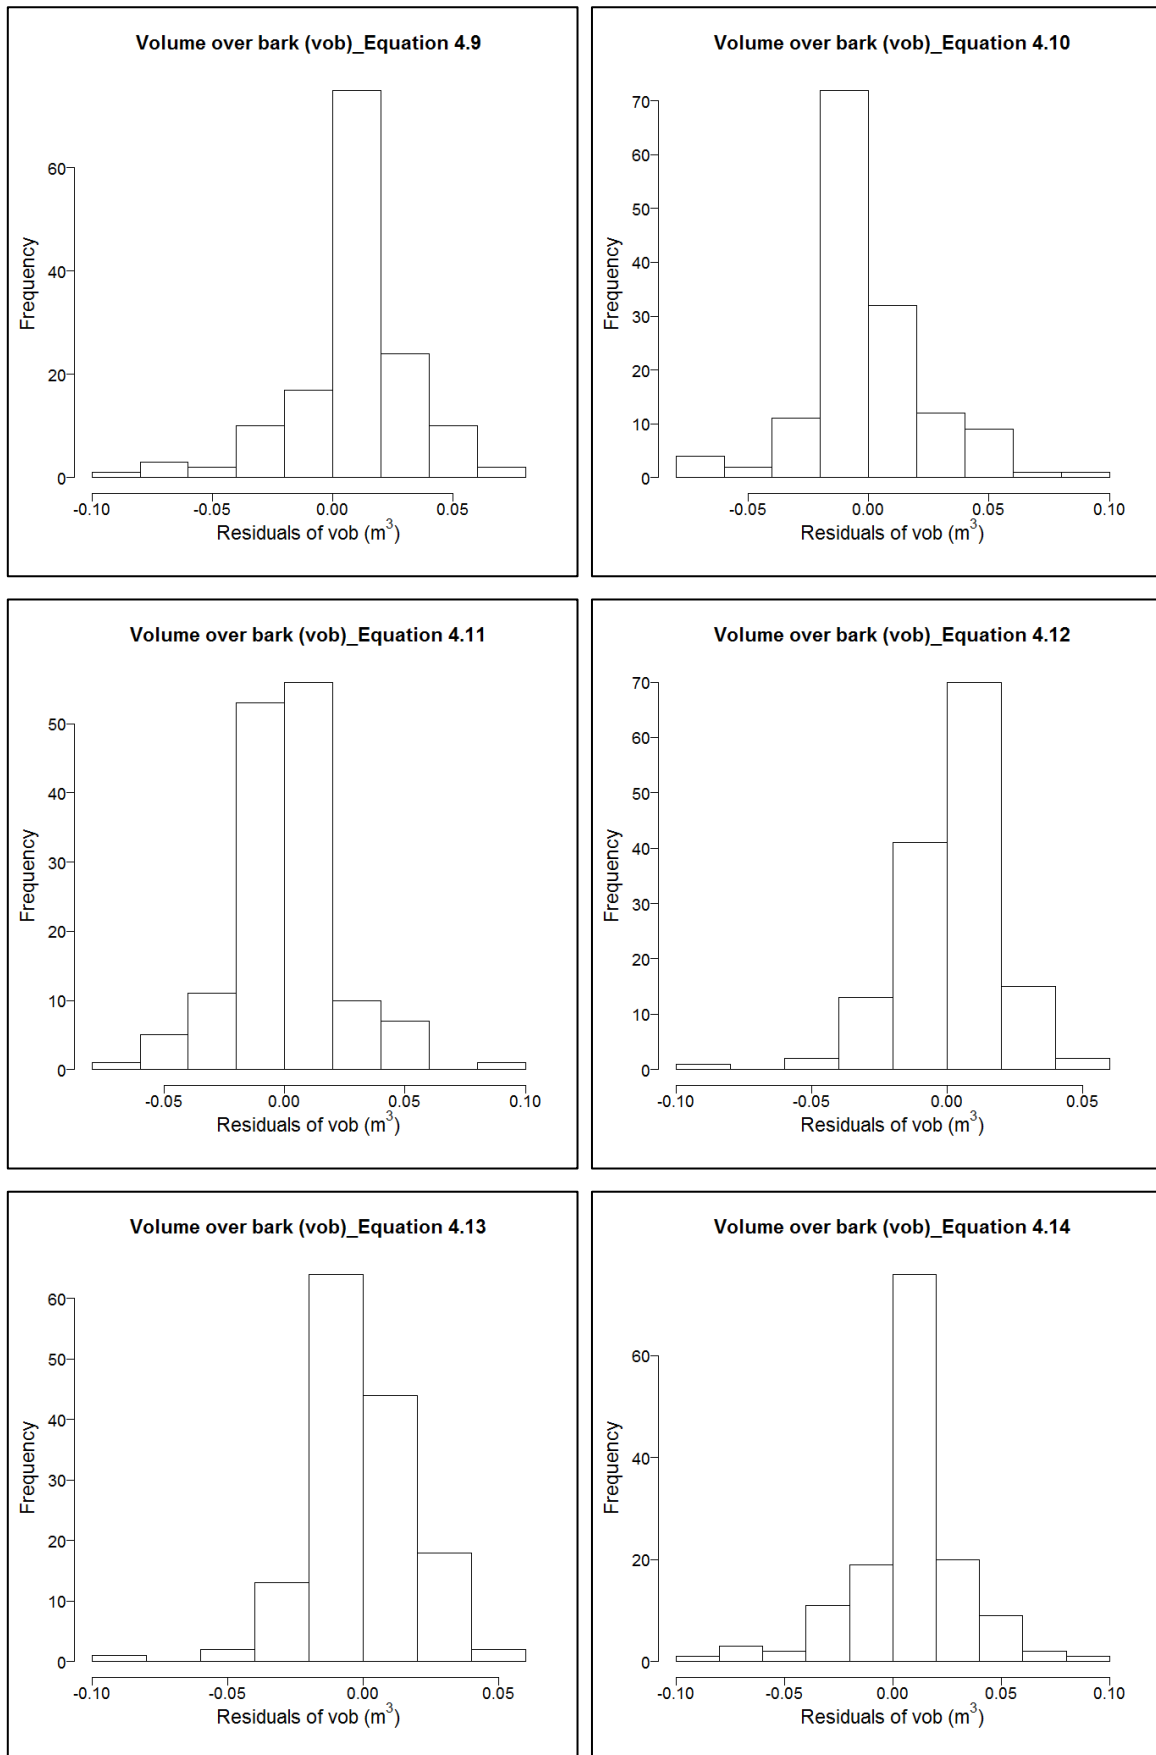 Volume over bark (vob)_Equation 4.9
Frequency
60
40
20
0
-0.10 -0.05 0.00 0.05
Residuals of vob (m³)
Volume over bark (vob)_Equation 4.10
Frequency
70
60
50
40
30
20
10
0
-0.05 0.00 0.05 0.10
Residuals of vob (m³)
Volume over bark (vob)_Equation 4.11
Frequency
50
40
30
20
10
0
-0.05 0.00 0.05 0.10
Residuals of vob (m³)
Volume over bark (vob)_Equation 4.12
Frequency
70
60
50
40
30
20
10
0
-0.10 -0.05 0.00 0.05
Residuals of vob (m³)
Volume over bark (vob)_Equation 4.13
Frequency
60
50
40
30
20
10
0
-0.10 -0.05 0.00 0.05
Residuals of vob (m³)
Volume over bark (vob)_Equation 4.14
Frequency
60
40
20
0
-0.10 -0.05 0.00 0.05 0.10
Residuals of vob (m³)